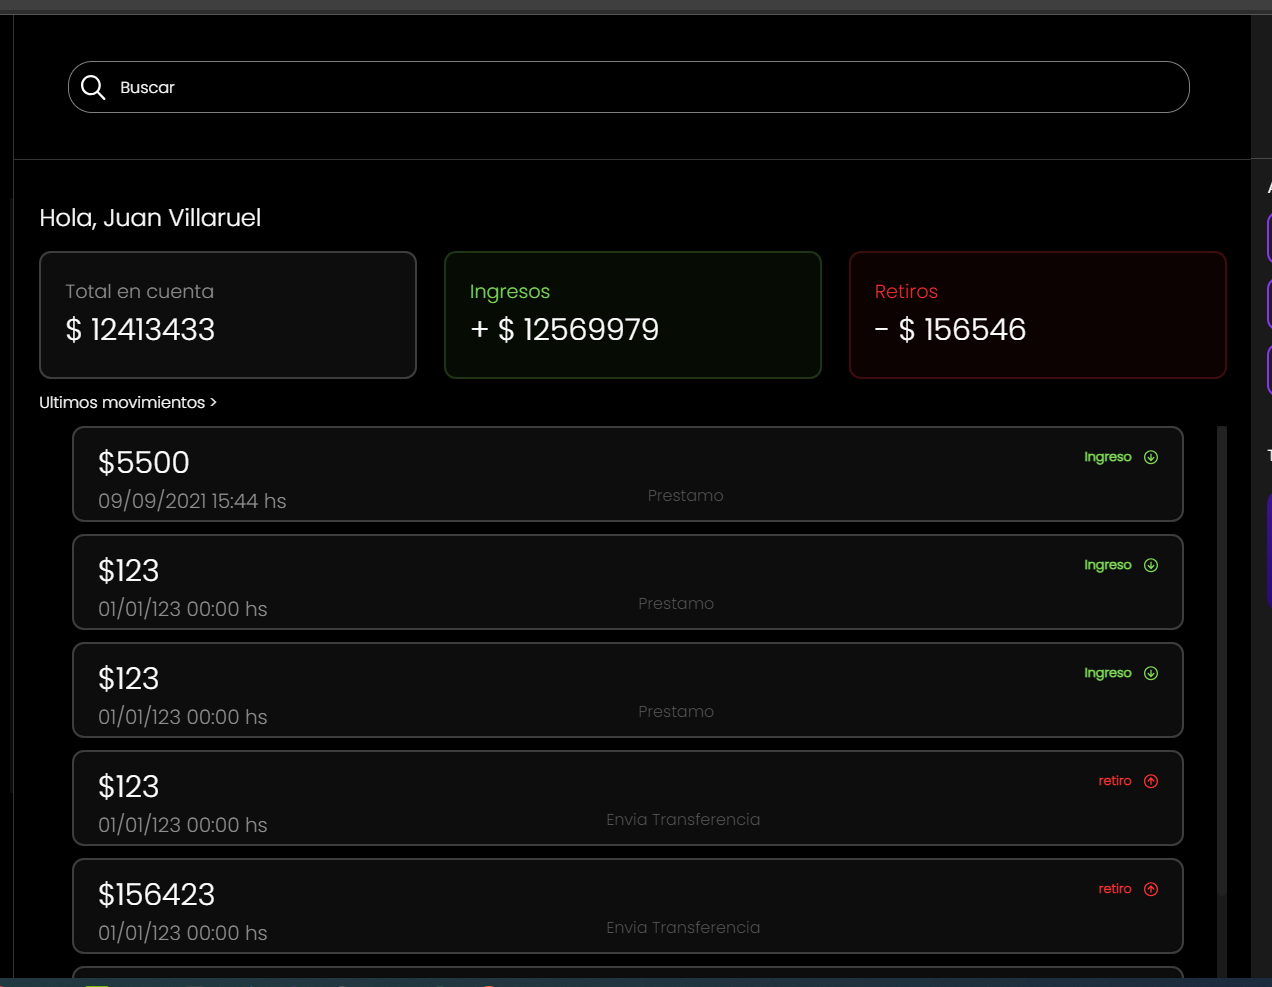 Buscar
Hola, Juan Villaruel
Total en cuenta
$ 12413433
Ingresos
+ $ 12569979
Retiros
- $ 156546
Ultimos movimientos >
$5500
Ingreso
09/09/2021 15:44 hs
Prestamo
$123
Ingreso
01/01/123 00:00 hs
Prestamo
$123
Ingreso
01/01/123 00:00 hs
Prestamo
$123
retiro
01/01/123 00:00 hs
Envia Transferencia
$156423
retiro
01/01/123 00:00 hs
Envia Transferencia